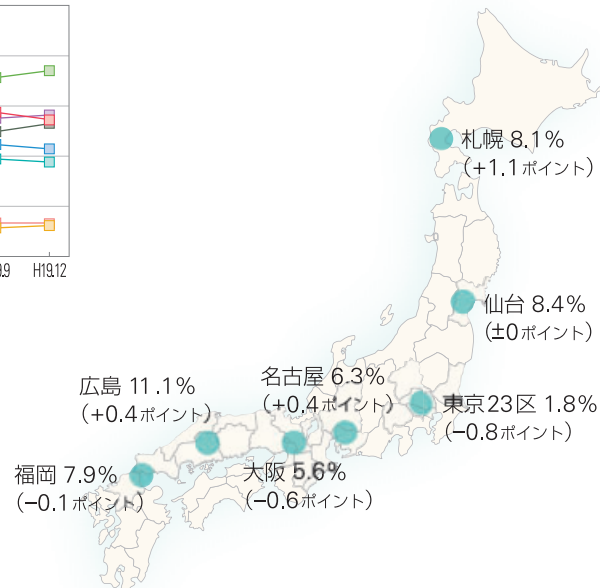 9.9
H19.12
札幌 8.1%
(+1.1ポイント)
仙台 8.4%
(±0ポイント)
名古屋 6.3%
(+0.4ポイント)
東京23区 1.8%
(−0.8ポイント)
広島 11.1%
(+0.4ポイント)
大阪 5.6%
(−0.6ポイント)
福岡 7.9%
(−0.1ポイント)